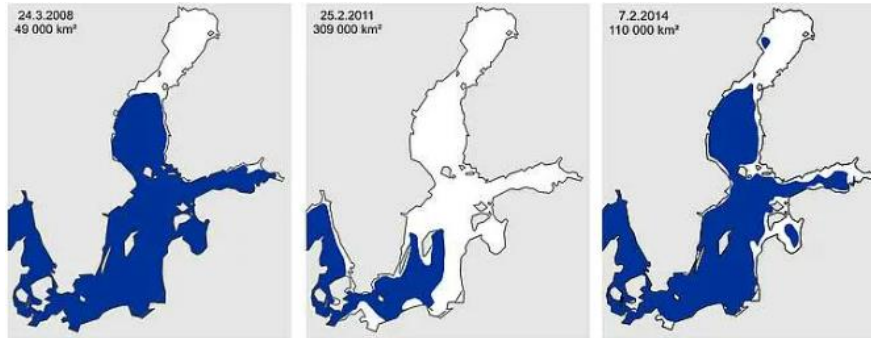 24.3.2008
49 000 km²
25.2.2011
309 000 km²
7.2.2014
110 000 km²